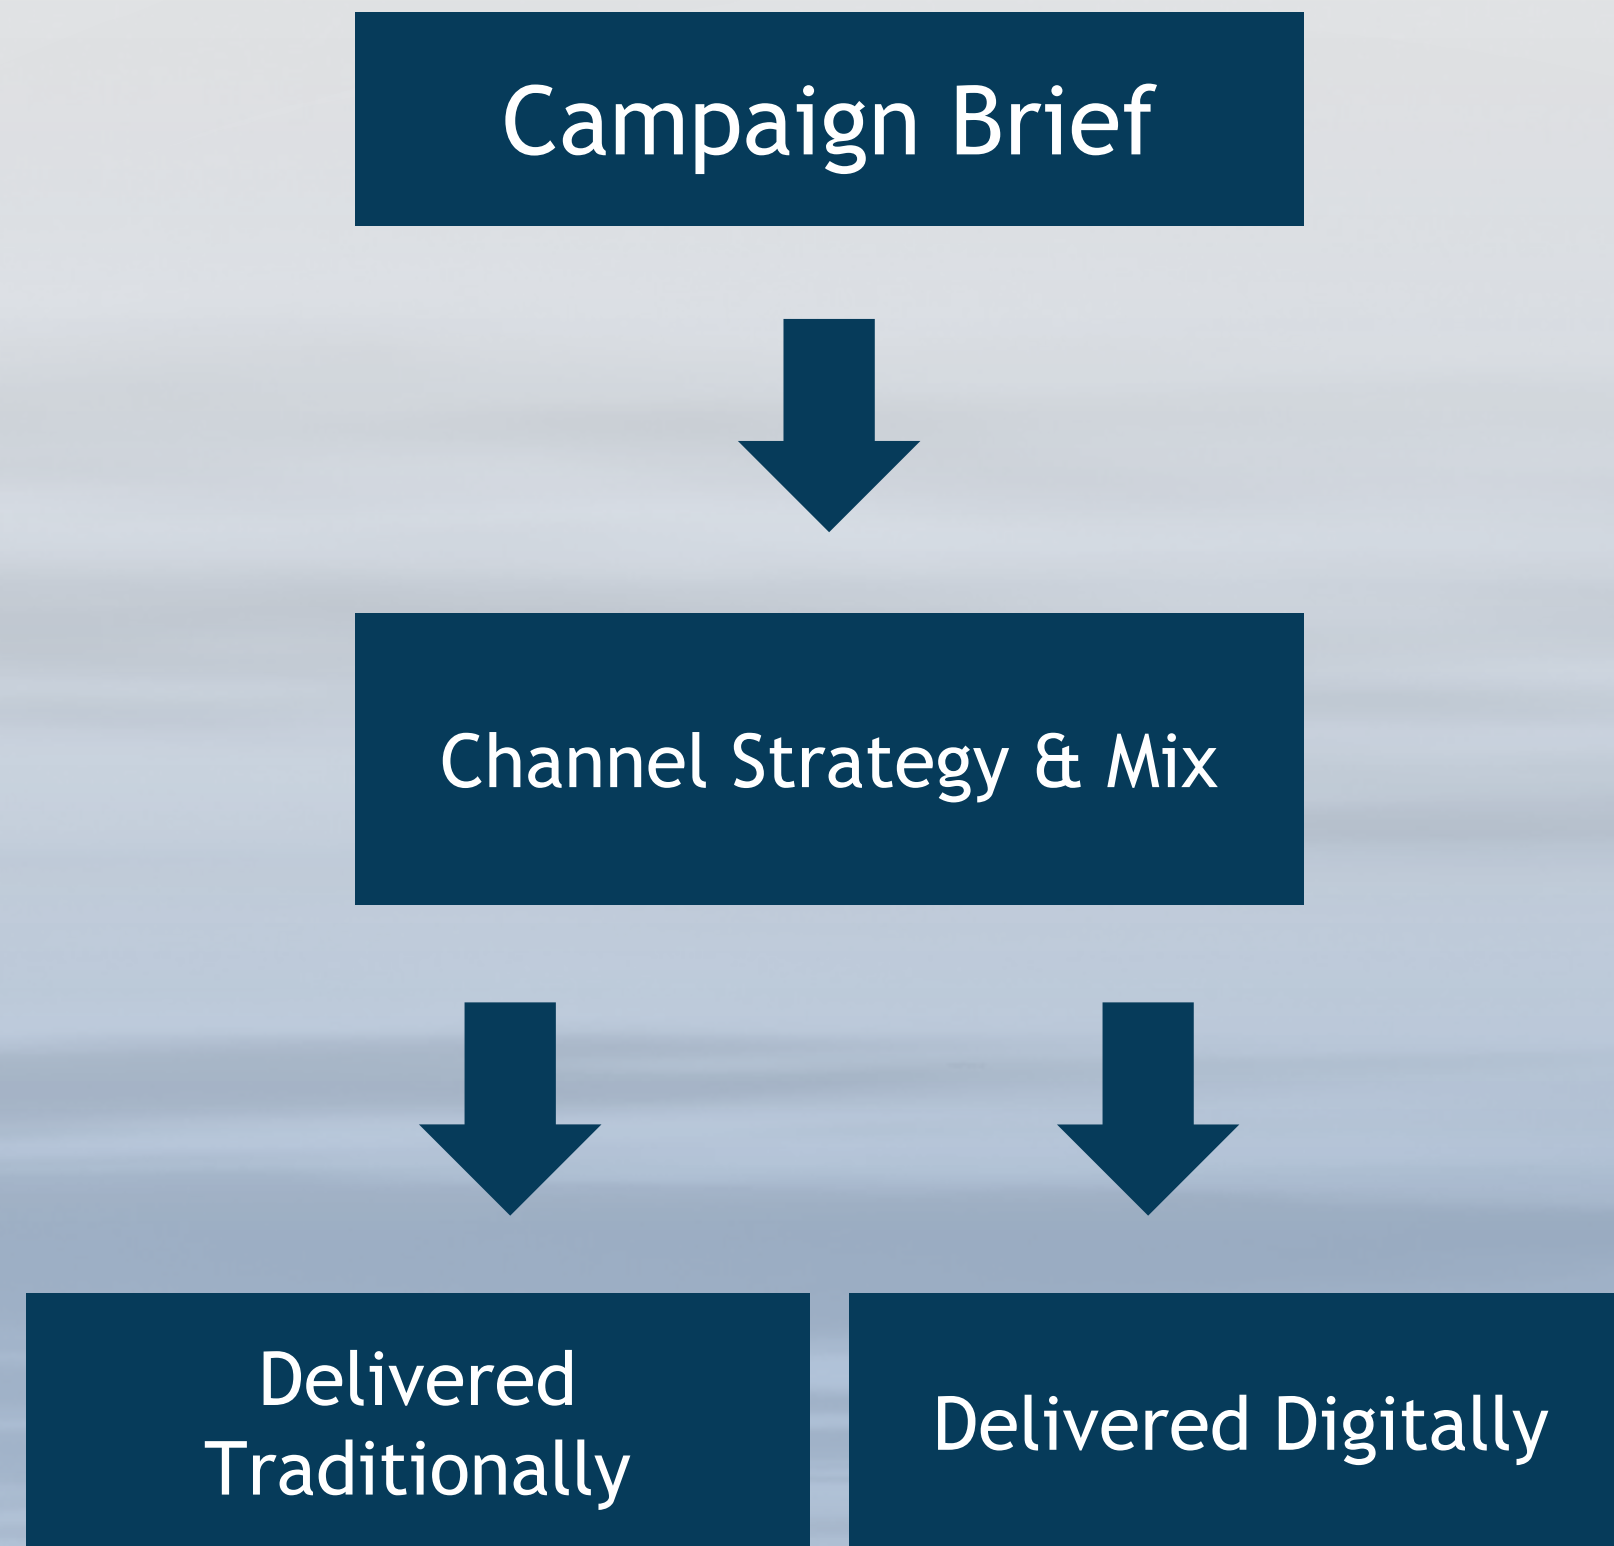 Campaign Brief
Channel Strategy & Mix
Delivered
Traditionally
Delivered Digitally